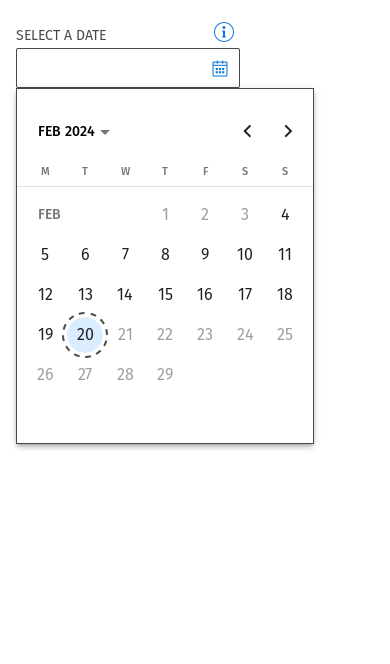 SELECT A DATE
FEB 2024
M T W T F S S
FEB 1 2 3 4
5 6 7 8 9 10 11
12 13 14 15 16 17 18
19 20 21 22 23 24 25
26 27 28 29